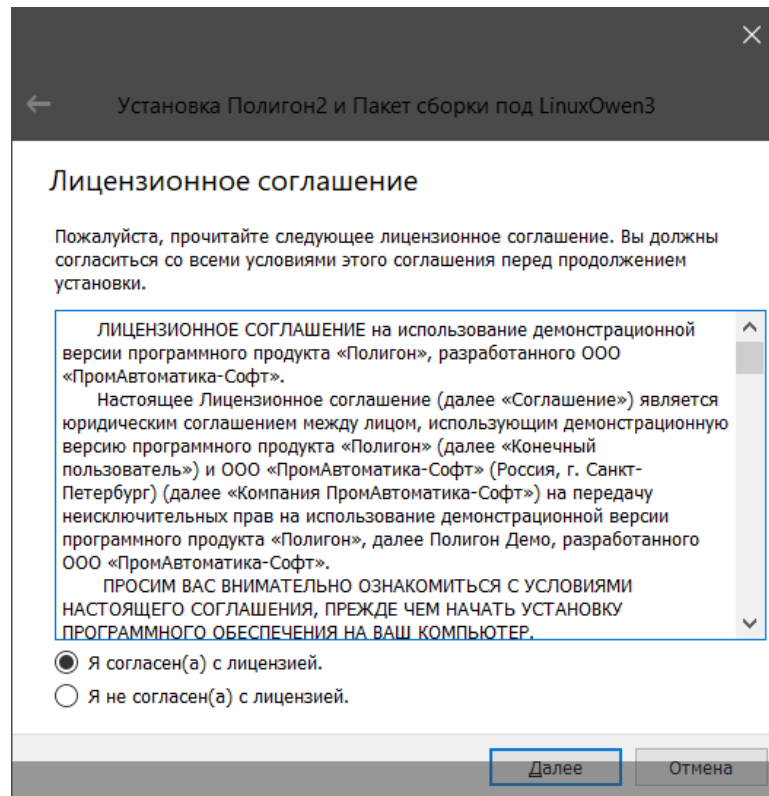 Установка Полигон2 и Пакет сборки под LinuxOwen3
Лицензионное соглашение
Пожалуйста, прочитайте следующее лицензионное соглашение. Вы должны
согласиться со всеми условиями этого соглашения перед продолжением
установки.
ЛИЦЕНЗИОННОЕ СОГЛАШЕНИЕ на использование демонстрационной
версии программного продукта «Полигон», разработанного ООО
«ПромАвтоматика-Софт».
Настоящее Лицензионное соглашение (далее «Соглашение») является
юридическим соглашением между лицом, использующим демонстрационную
версию программного продукта «Полигон» (далее «Конечный
пользователь») и ООО «ПромАвтоматика-Софт» (Россия, г. Санкт-
Петербург) (далее «Компания ПромАвтоматика-Софт») на передачу
неисключительных прав на использование демонстрационной версии
программного продукта «Полигон», далее Полигон Демо, разработанного
ООО «ПромАвтоматика-Софт».
ПРОСИМ ВАС ВНИМАТЕЛЬНО ОЗНАКОМИТЬСЯ С УСЛОВИЯМИ
НАСТОЯЩЕГО СОГЛАШЕНИЯ, ПРЕЖДЕ ЧЕМ НАЧАТЬ УСТАНОВКУ
ПРОГРАММНОГО ОБЕСПЕЧЕНИЯ НА ВАШ КОМПЬЮТЕР.
Я согласен(а) с лицензией.
Я не согласен(а) с лицензией.
Далее Отмена